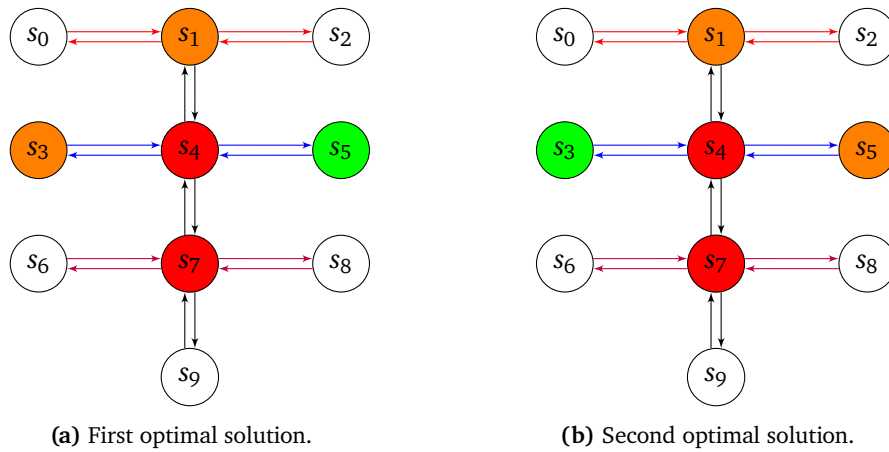 s0 s1 s2 s0 s1 s2
s3 s4 s5 s3 s4 s5
s6 s7 s8 s6 s7 s8
s9 s9
(a) First optimal solution. (b) Second optimal solution.